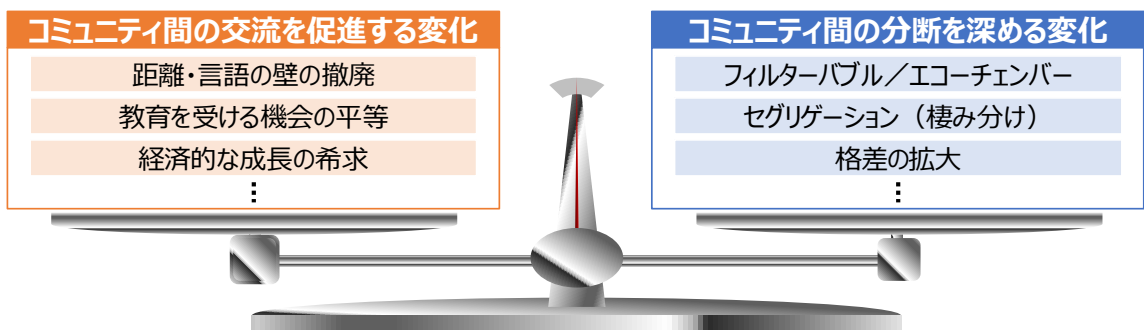 コミュニティ間の交流を促進する変化
距離・言語の壁の撤廃
教育を受ける機会の平等
経済的な成長の希求
⋮
コミュニティ間の分断を深める変化
フィルターバブル／エコーチェンバー
セグリゲーション（棲み分け）
格差の拡大
⋮